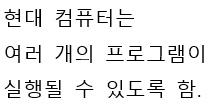 현대 컴퓨터는
여러 개의 프로그램이
실행될 수 있도록 함.